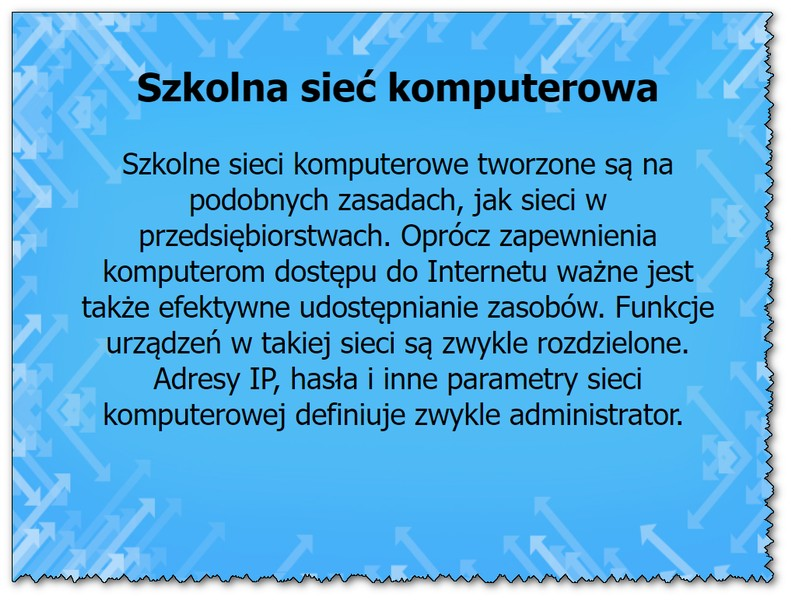 Szkolna sieć komputerowa
Szkolne sieci komputerowe tworzone są na
podobnych zasadach, jak sieci w
przedsiębiorstwach. Oprócz zapewnienia
komputerom dostępu do Internetu ważne jest
także efektywne udostępnianie zasobów. Funkcje
urządzeń w takiej sieci są zwykle rozdzielone.
Adresy IP, hasła i inne parametry sieci
komputerowej definiuje zwykle administrator.